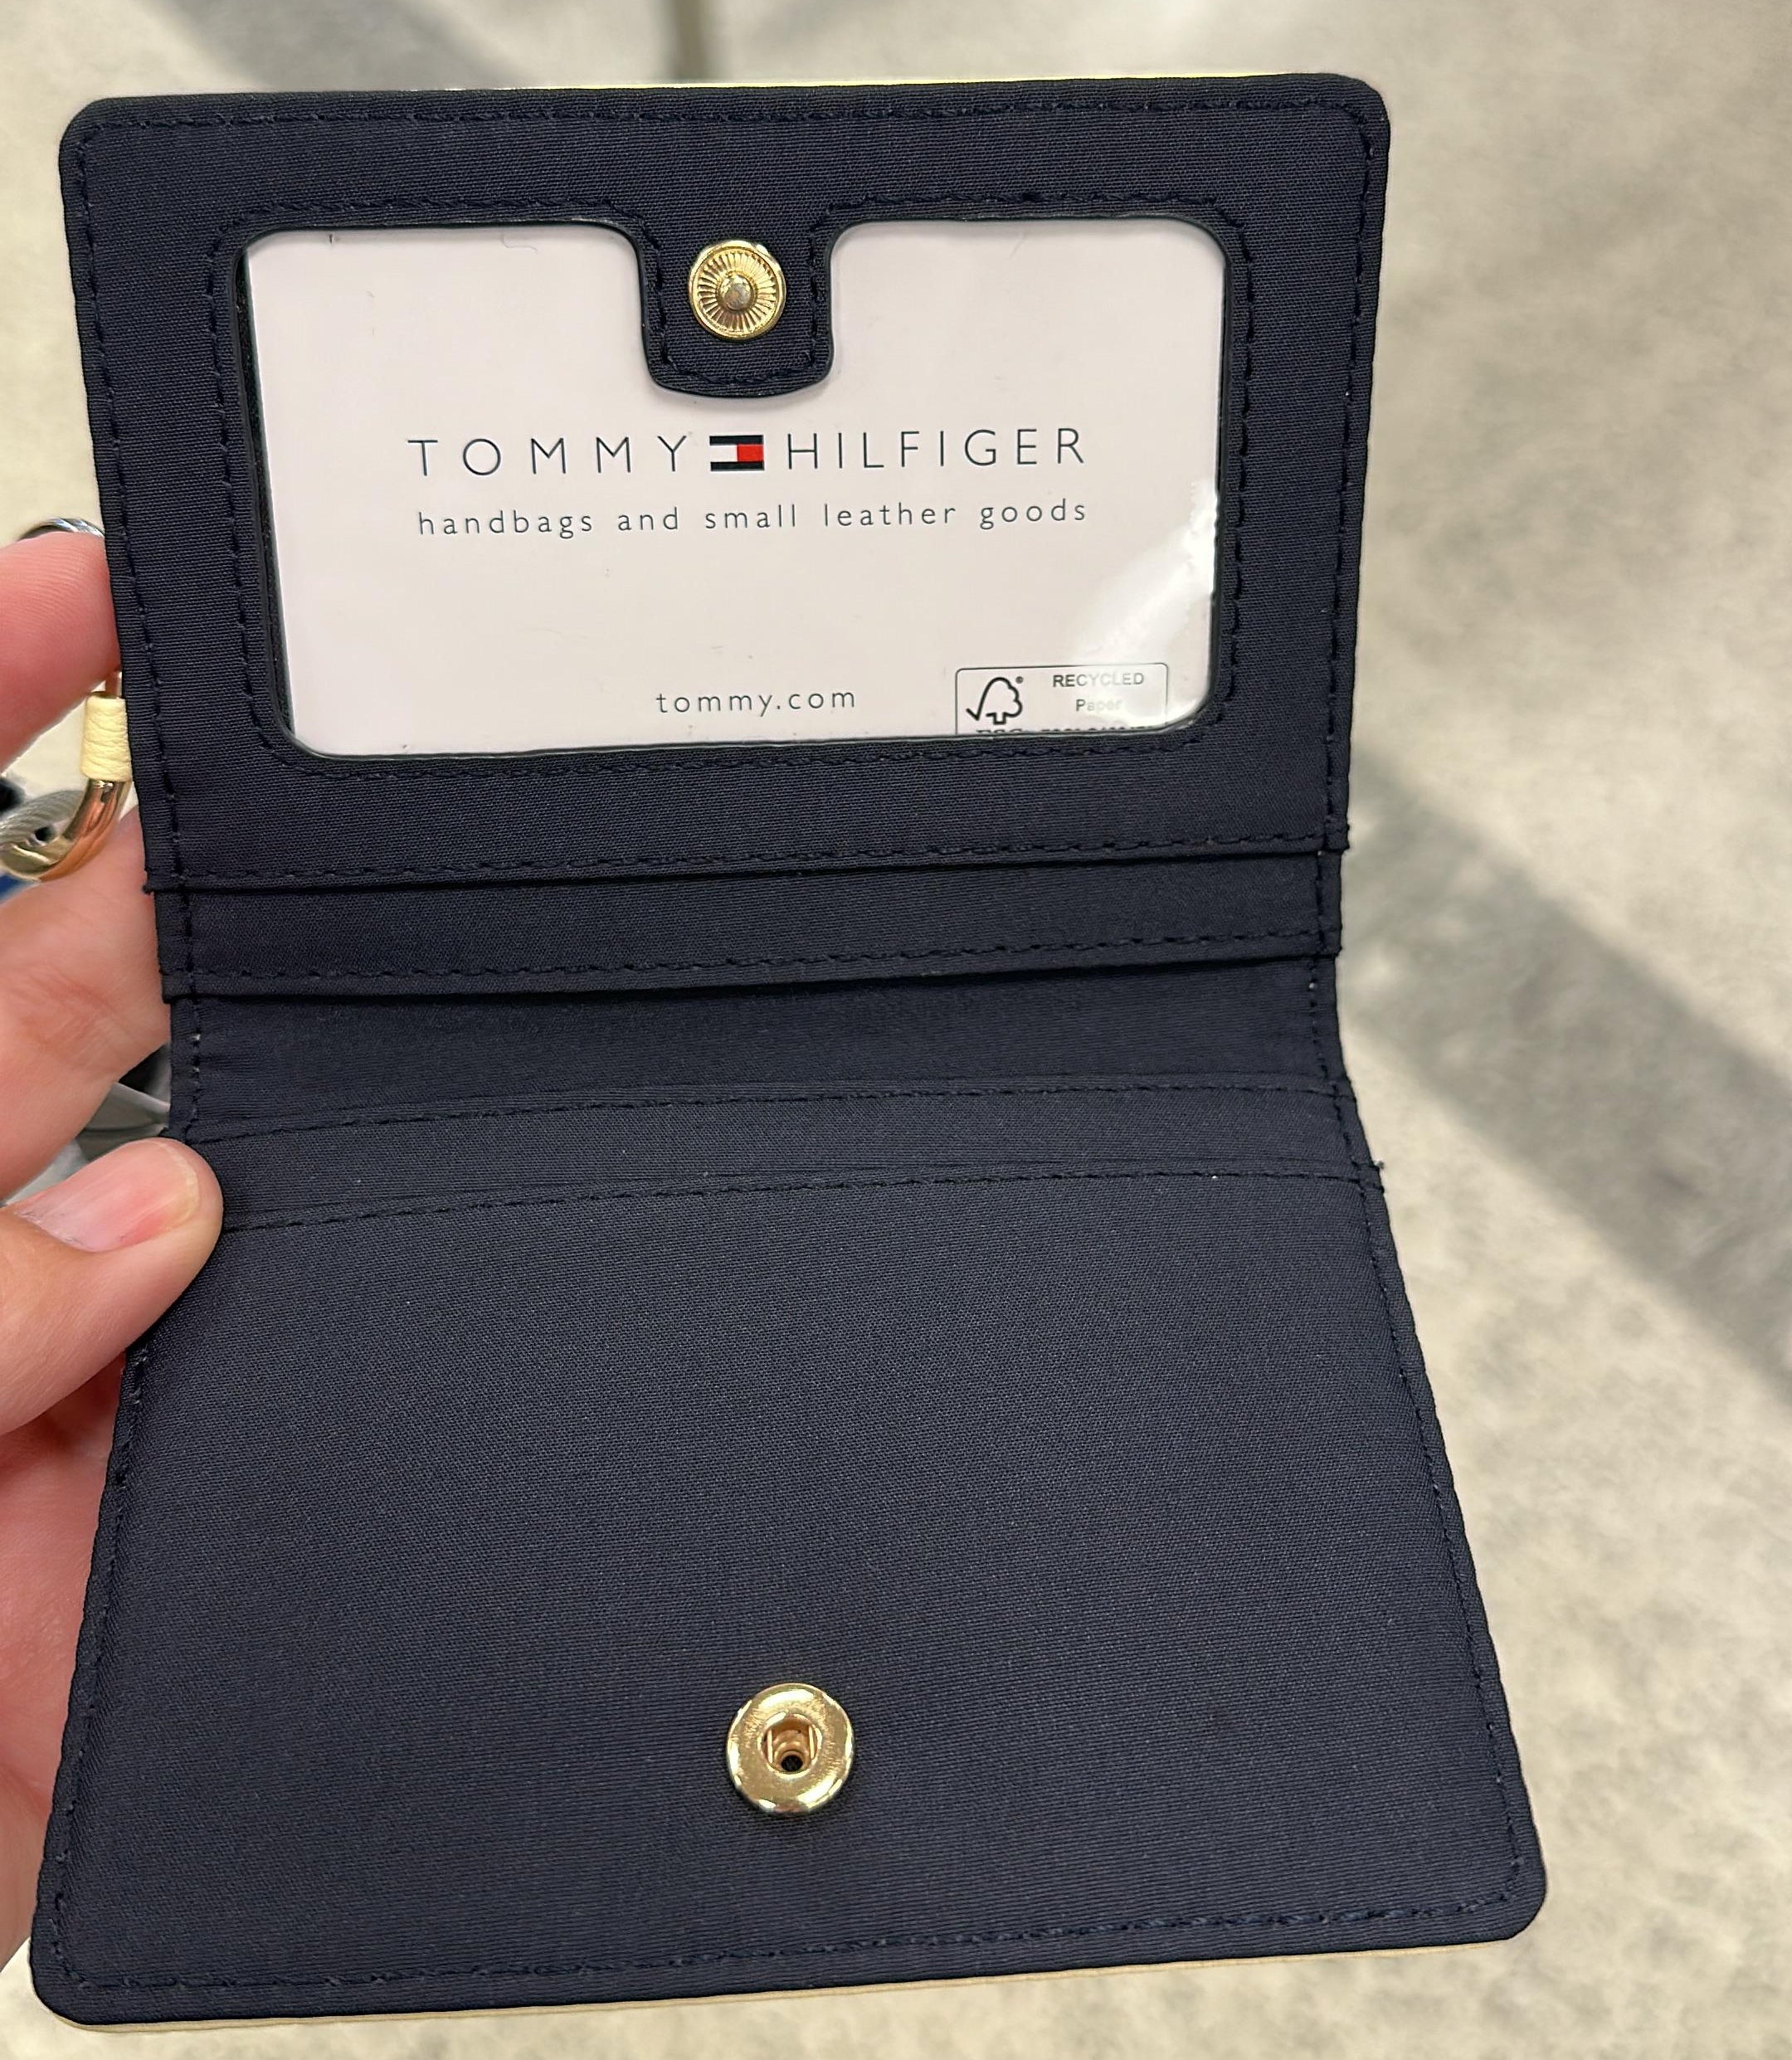 TOMMY HILFIGER
handbags and small leather goods
tommy.com
RECYCLED
Paper